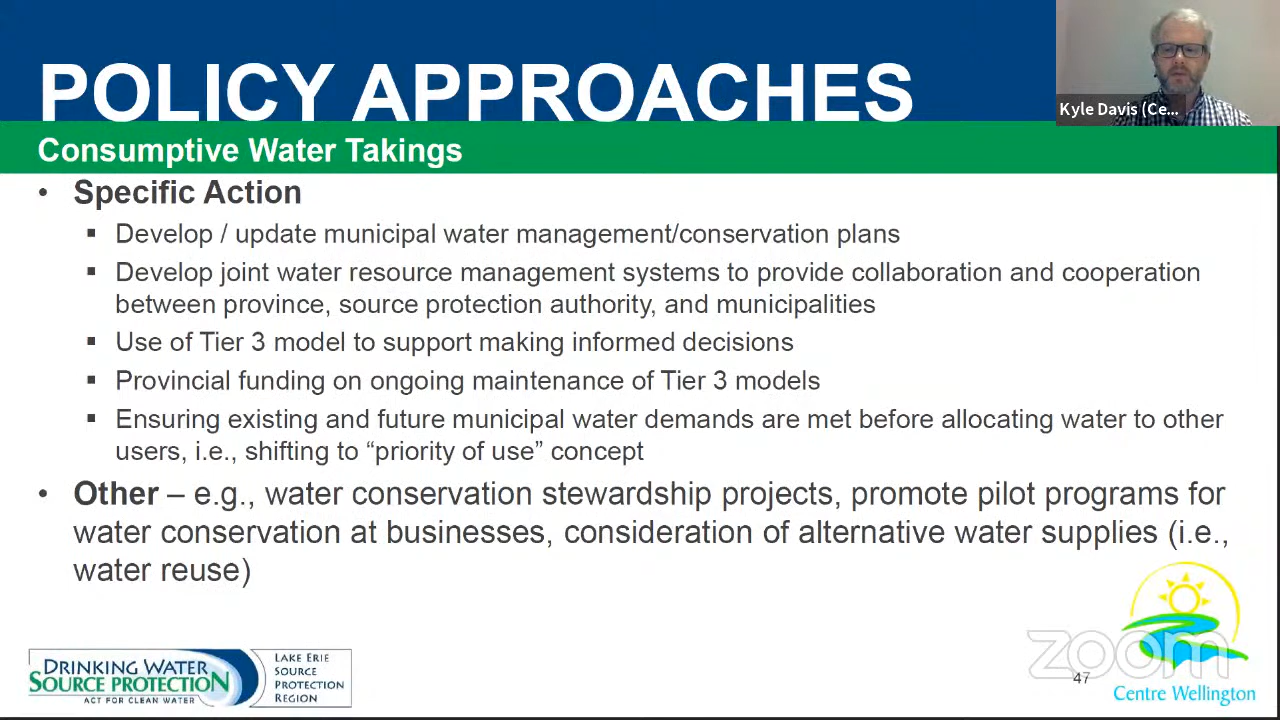 POLICY APPROACHES
Kyle Davis (Ce...
Consumptive Water Takings
• Specific Action
▪ Develop / update municipal water management/conservation plans
▪ Develop joint water resource management systems to provide collaboration and cooperation
between province, source protection authority, and municipalities
▪ Use of Tier 3 model to support making informed decisions
▪ Provincial funding on ongoing maintenance of Tier 3 models
▪ Ensuring existing and future municipal water demands are met before allocating water to other
users, i.e., shifting to “priority of use” concept
• Other – e.g., water conservation stewardship projects, promote pilot programs for
water conservation at businesses, consideration of alternative water supplies (i.e.,
water reuse)
DRINKING WATER
SOURCE PROTECTION
ACT FOR CLEAN WATER
LAKE ERIE
SOURCE
PROTECTION
REGION
zoom
47
Centre Wellington